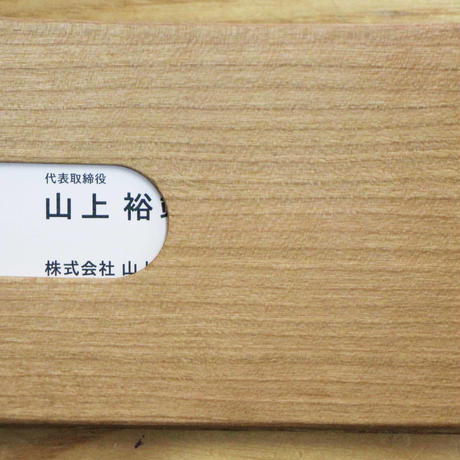 代表取締役
山上 裕
株式会社 山